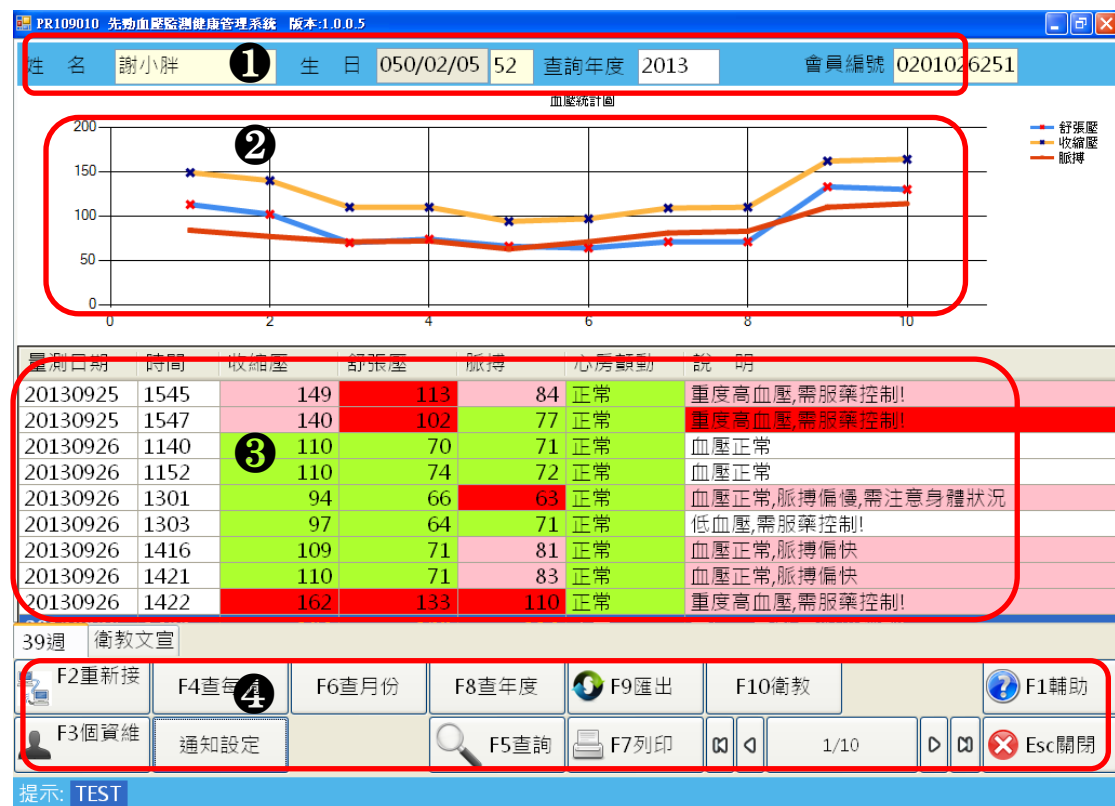 PR109010 先勁血壓監測健康管理系統 版本:1.0.0.5
姓 名 謝小胖 ❶ 生 日 050/02/05 52 查詢年度 2013 會員編號 0201026251
血壓統計圖
舒張壓
收縮壓
脈搏
❷
200
150
100
50
0
0 2 4 6 8 10
量測日期 時間 收縮壓 舒張壓 脈搏 心房顫動 說 明
20130925 1545 149 113 84 正常 重度高血壓,需服藥控制!
20130925 1547 140 102 77 正常 重度高血壓,需服藥控制!
20130926 1140 ❸ 110 70 71 正常 血壓正常
20130926 1152 110 74 72 正常 血壓正常
20130926 1301 94 66 63 正常 血壓正常,脈搏偏慢,需注意身體狀況
20130926 1303 97 64 71 正常 低血壓,需服藥控制!
20130926 1416 109 71 81 正常 血壓正常,脈搏偏快
20130926 1421 110 71 83 正常 血壓正常,脈搏偏快
20130926 1422 162 133 110 正常 重度高血壓,需服藥控制!
39週 衛教文宣
F2重新接 F4查每 ❹ F6查月份 F8查年度 F9匯出 F10衛教 F1輔助
F3個資維 通知設定 F5查詢 F7列印 1/10 Esc關閉
提示: TEST